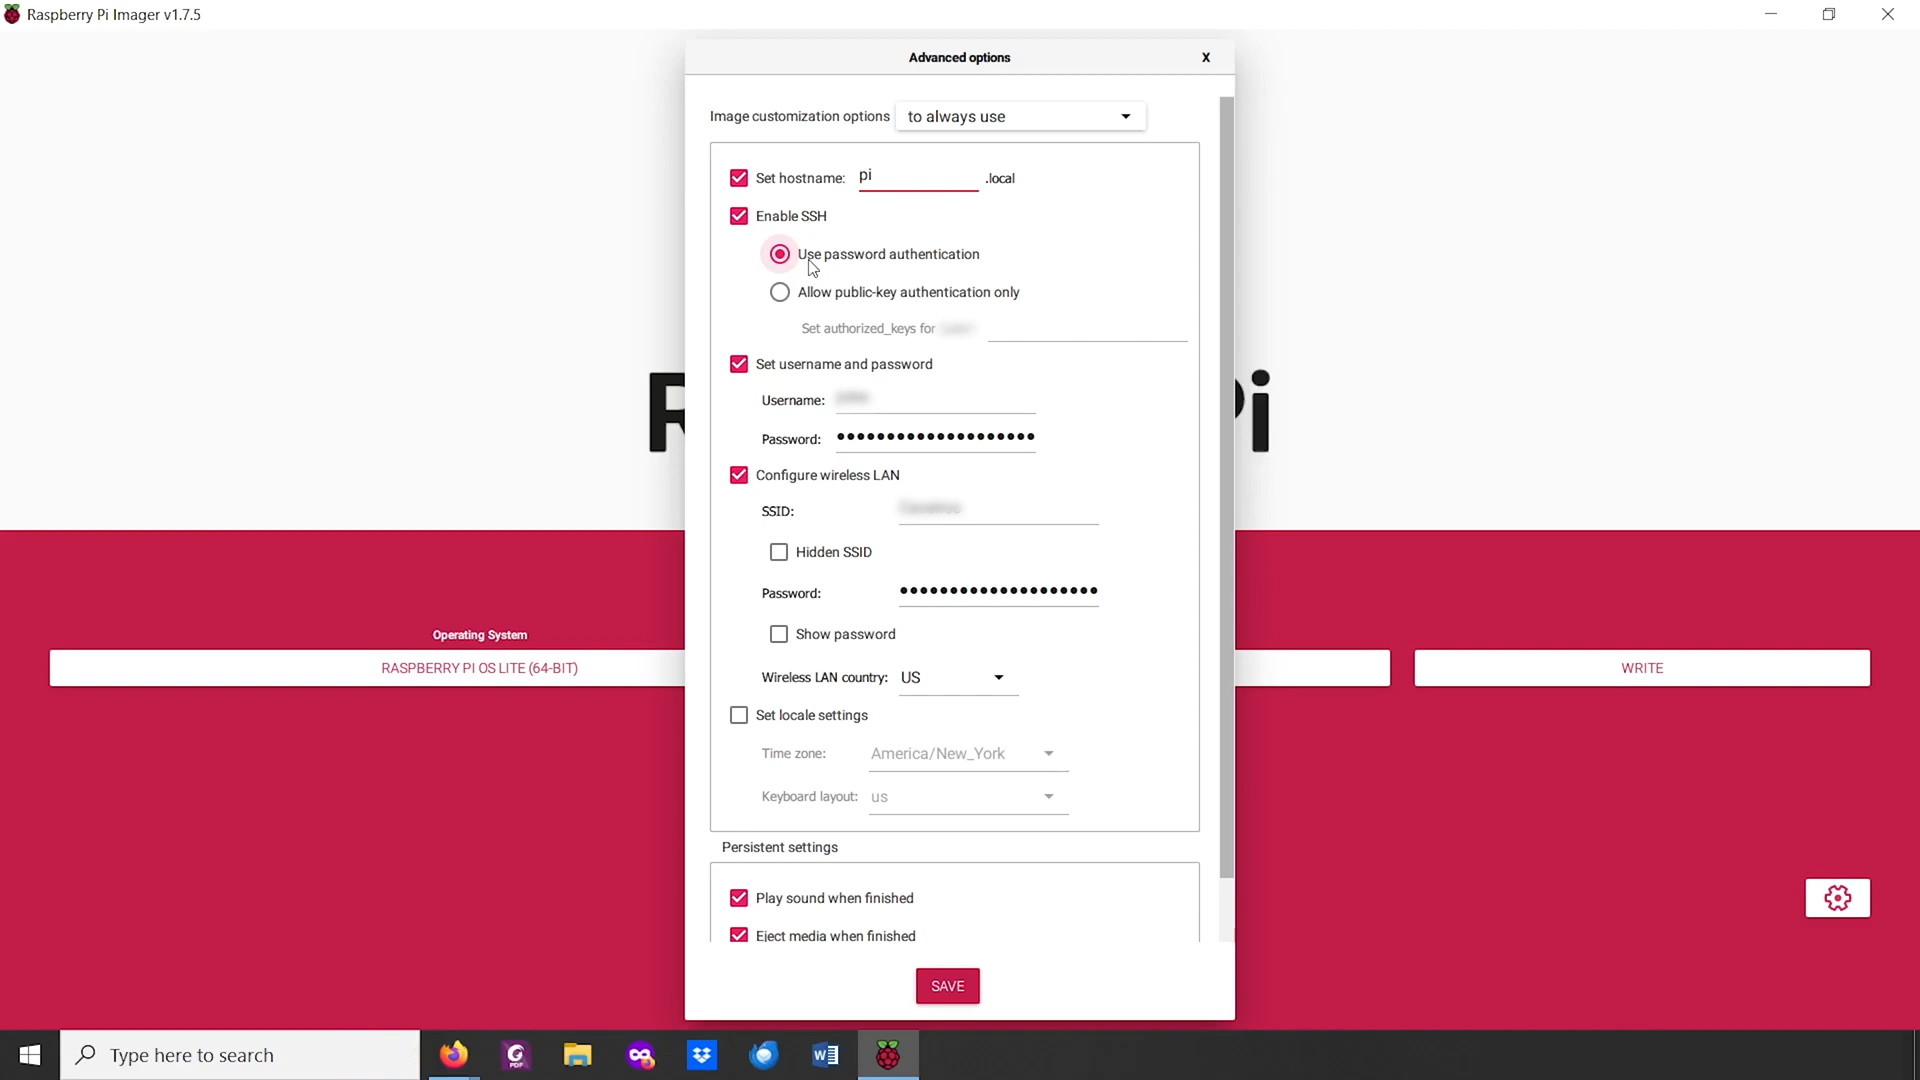 Raspberry Pi Imager v1.7.5
Advanced options
X
Image customization options to always use
Set hostname: pi .local
Enable SSH
Use password authentication
Allow public-key authentication only
Set authorized_keys for
Set username and password
R Pi
Username:
Password: ••••••••••••••••••••
Configure wireless LAN
SSID:
Hidden SSID
Password: ••••••••••••••••••••
Show password
Operating System
RASPBERRY PI OS LITE (64-BIT)
WRITE
Wireless LAN country: US
Set locale settings
Time zone: America/New_York
Keyboard layout: us
Persistent settings
Play sound when finished
Eject media when finished
SAVE
Type here to search